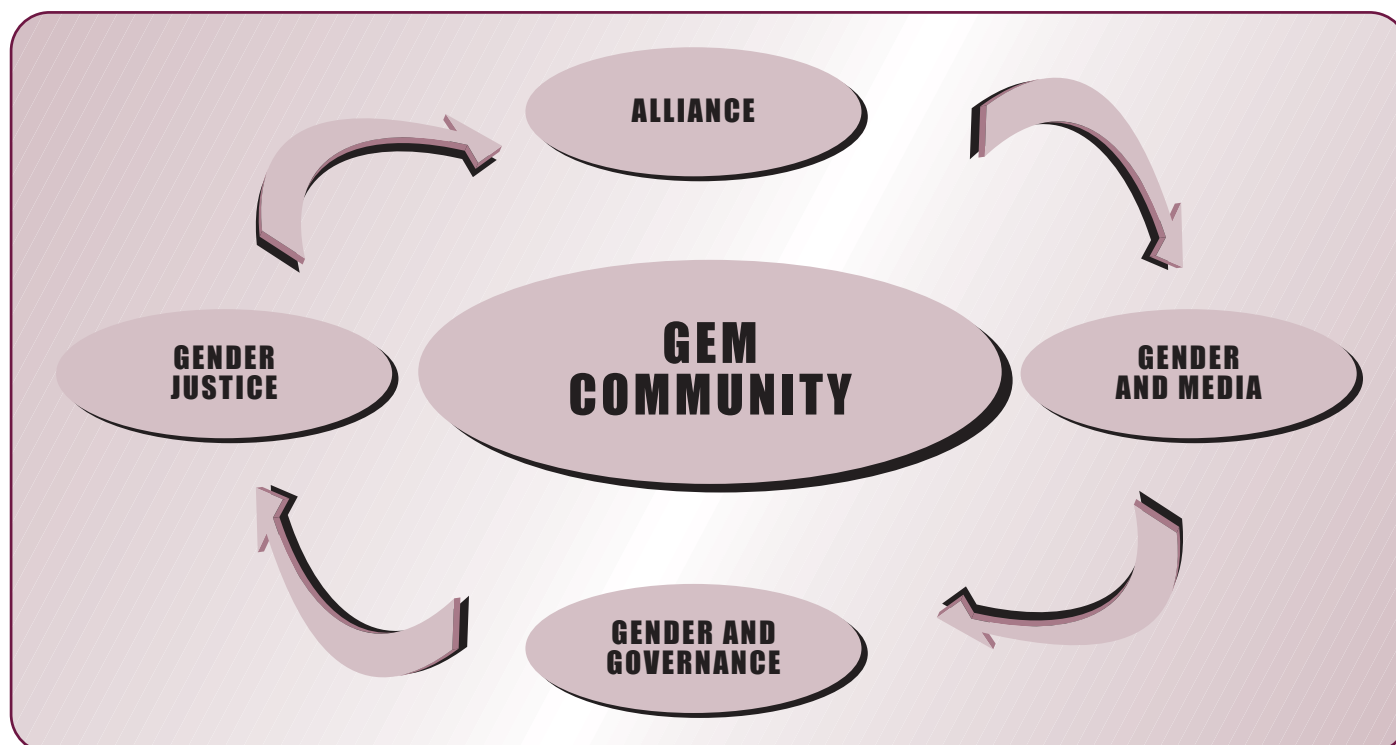 ALLIANCE
GEM
COMMUNITY
GENDER
JUSTICE
GENDER
AND MEDIA
GENDER AND
GOVERNANCE